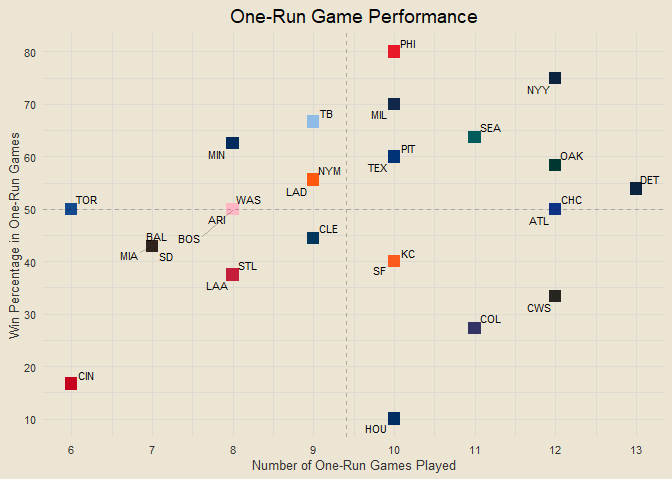 One-Run Game Performance
Win Percentage in One-Run Games
80
70
60
50
40
30
20
10
PHI
NYY
MIL
TB
SEA
MIN
PIT
TEX
OAK
NYM
LAD
DET
TOR
WAS
ARI
CHC
ATL
BAL
BOS
CLE
MIA
SD
KC
SF
STL
LAA
CWS
COL
CIN
HOU
6 7 8 9 10 11 12 13
Number of One-Run Games Played